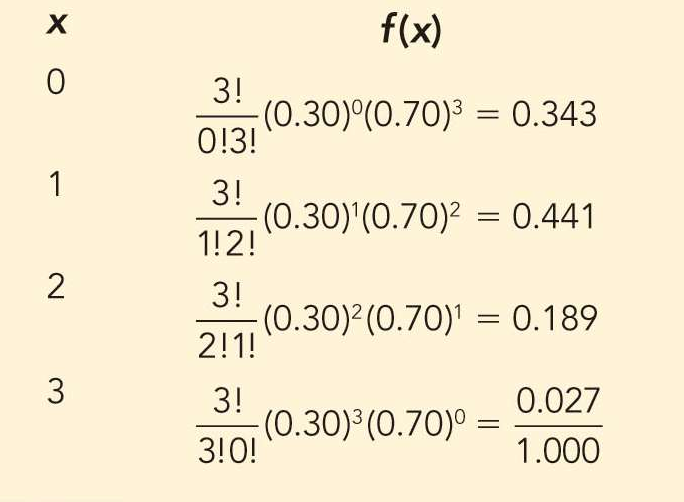 x f(x)
0 3!/0!3! (0.30)⁰(0.70)³ = 0.343
1 3!/1!2! (0.30)¹(0.70)² = 0.441
2 3!/2!1! (0.30)²(0.70)¹ = 0.189
3 3!/3!0! (0.30)³(0.70)⁰ = 0.027
1.000